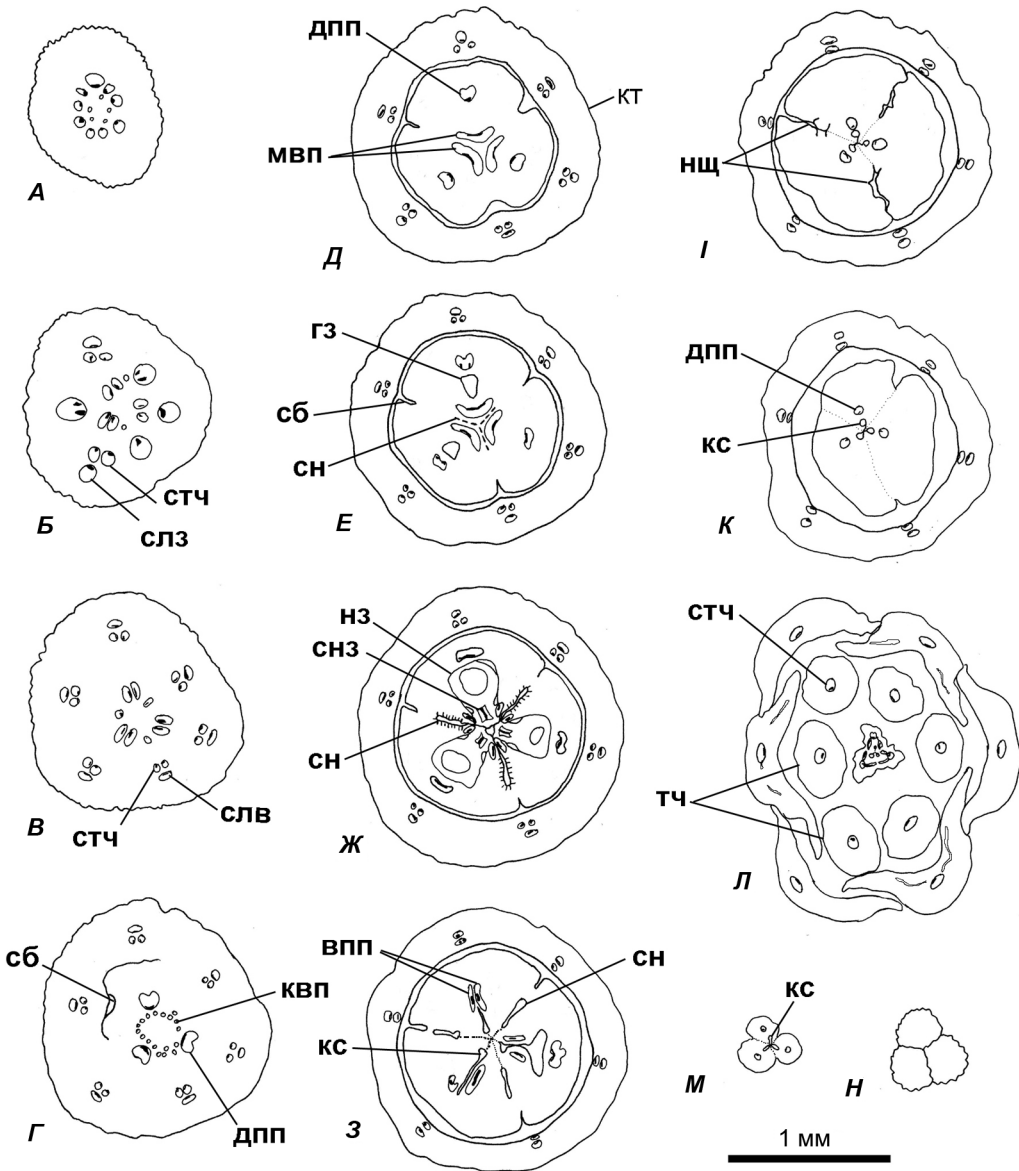 А
Б
СТЧ
СЛЗ
В
СТЧ
СЛВ
Г
СБ
КВП
ДПП
Д
ДПП
МВП
КТ
Е
ГЗ
СБ
СН
Ж
НЗ
СНЗ
СН
З
ВПП
СН
КС
І
НЩ
К
ДПП
КС
Л
СТЧ
ТЧ
М
КС
Н
1 мм